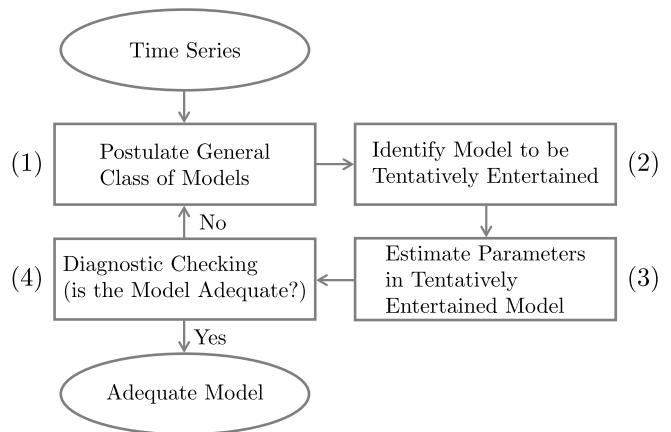 Time Series
(1)
Postulate General
Class of Models
Identify Model to be
Tentatively Entertained
(2)
No
(4)
Diagnostic Checking
(is the Model Adequate?)
Estimate Parameters
in Tentatively
Entertained Model
(3)
Yes
Adequate Model